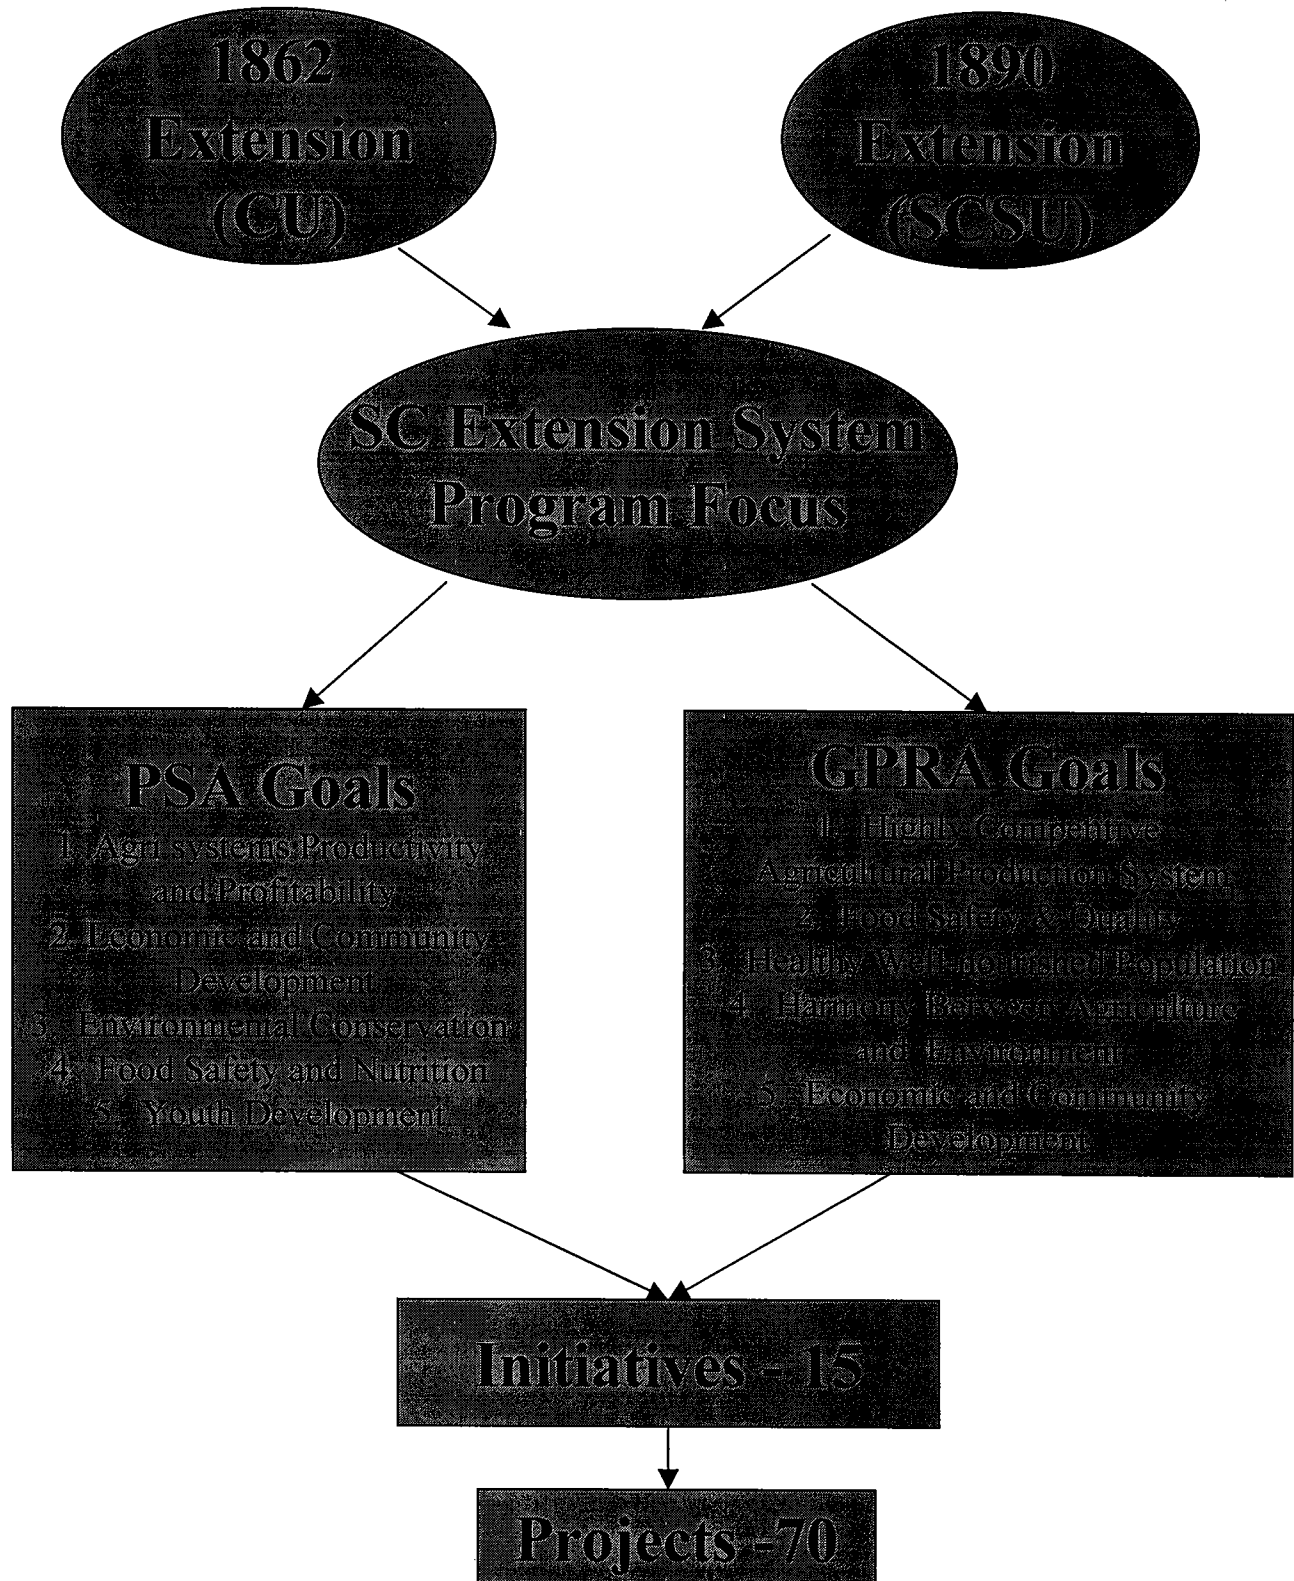 1862
Extension
(CU)
1890
Extension
(SCSU)
SC Extension System
Program Focus
PSA Goals
1. Agri systems Productivity
and Profitability
2. Economic and Community
Development
3. Environmental Conservation
4. Food Safety and Nutrition
5. Youth Development
GPRA Goals
1. Highly Competitive
Agricultural Production System
2. Food Safety & Quality
3. Healthy Well-nourished Population
4. Harmony Between Agriculture
and Environment
5. Economic and Community
Development
Initiatives - 15
Projects -70